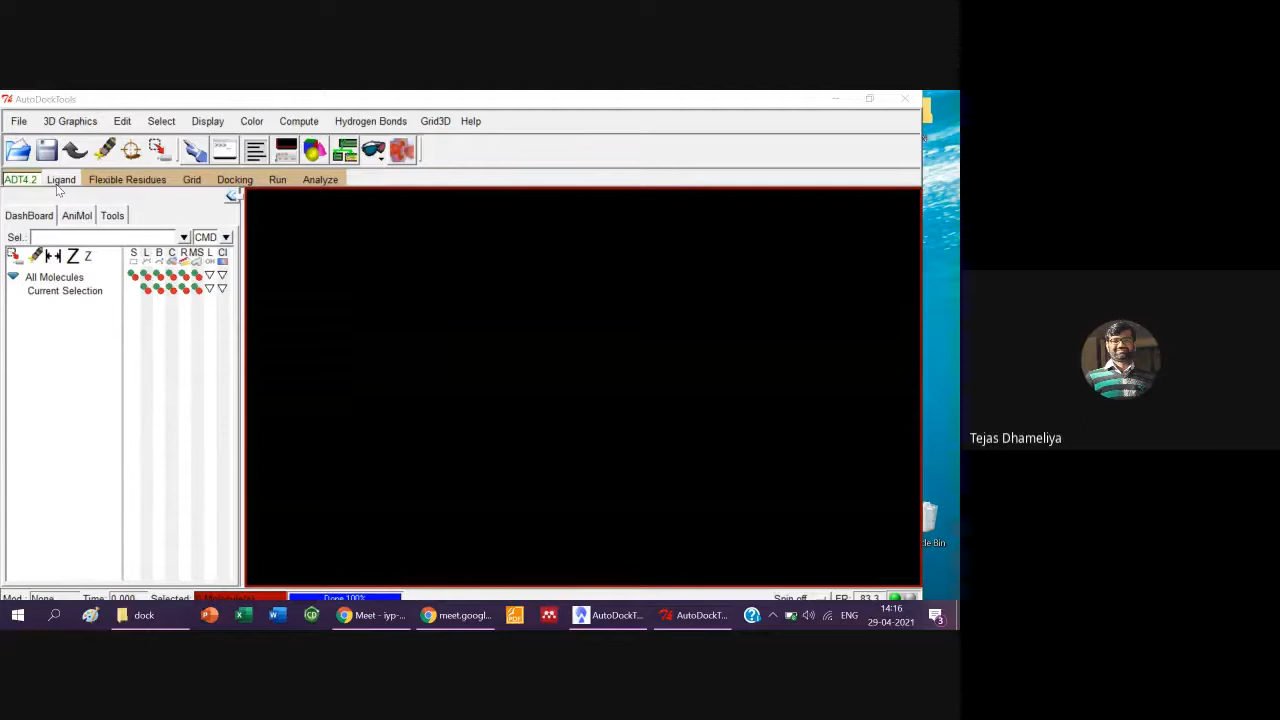 AutoDockTools
File 3D Graphics Edit Select Display Color Compute Hydrogen Bonds Grid3D Help
ADT4.2 Ligand Flexible Residues Grid Docking Run Analyze
DashBoard AniMol Tools
Sel.: CMD
S L B C R MS L Cl
Z Z
All Molecules
Current Selection
Tejas Dhameliya
de Bin
Mod.: None Time: 0.000 Selected: Done 100% Spin off FR: 83.3
dock Meet - iyp-... meet.googl... AutoDockT... AutoDockT... ENG
14:16
29-04-2021
3